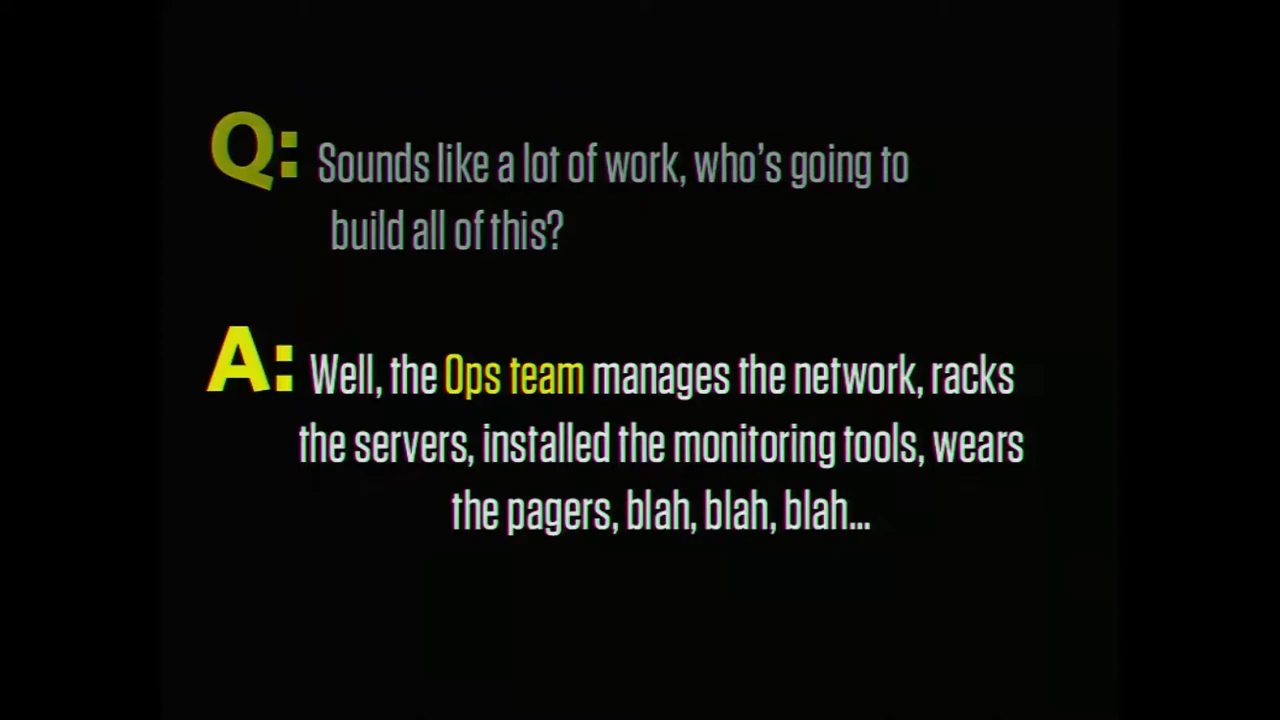 Q: Sounds like a lot of work, who's going to
build all of this?
A: Well, the Ops team manages the network, racks
the servers, installed the monitoring tools, wears
the pagers, blah, blah, blah...